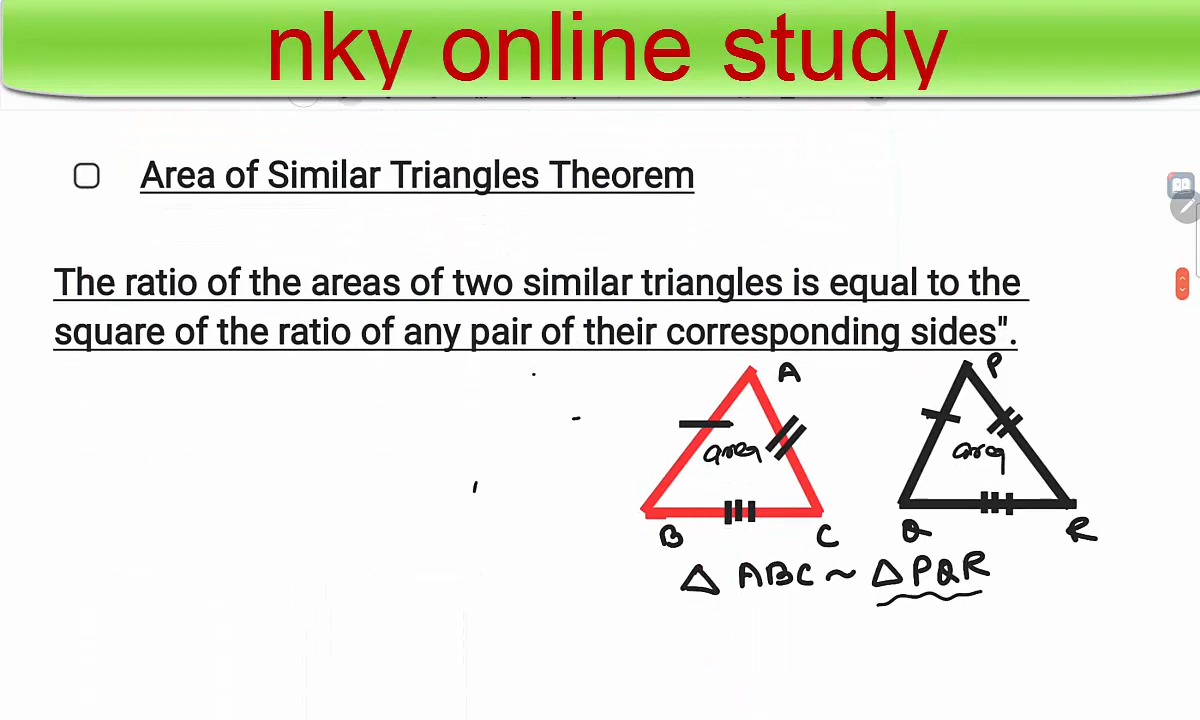 nky online study
Area of Similar Triangles Theorem
The ratio of the areas of two similar triangles is equal to the
square of the ratio of any pair of their corresponding sides".
A
P
area
area
B
C
Q
R
△ ABC ~ △PQR